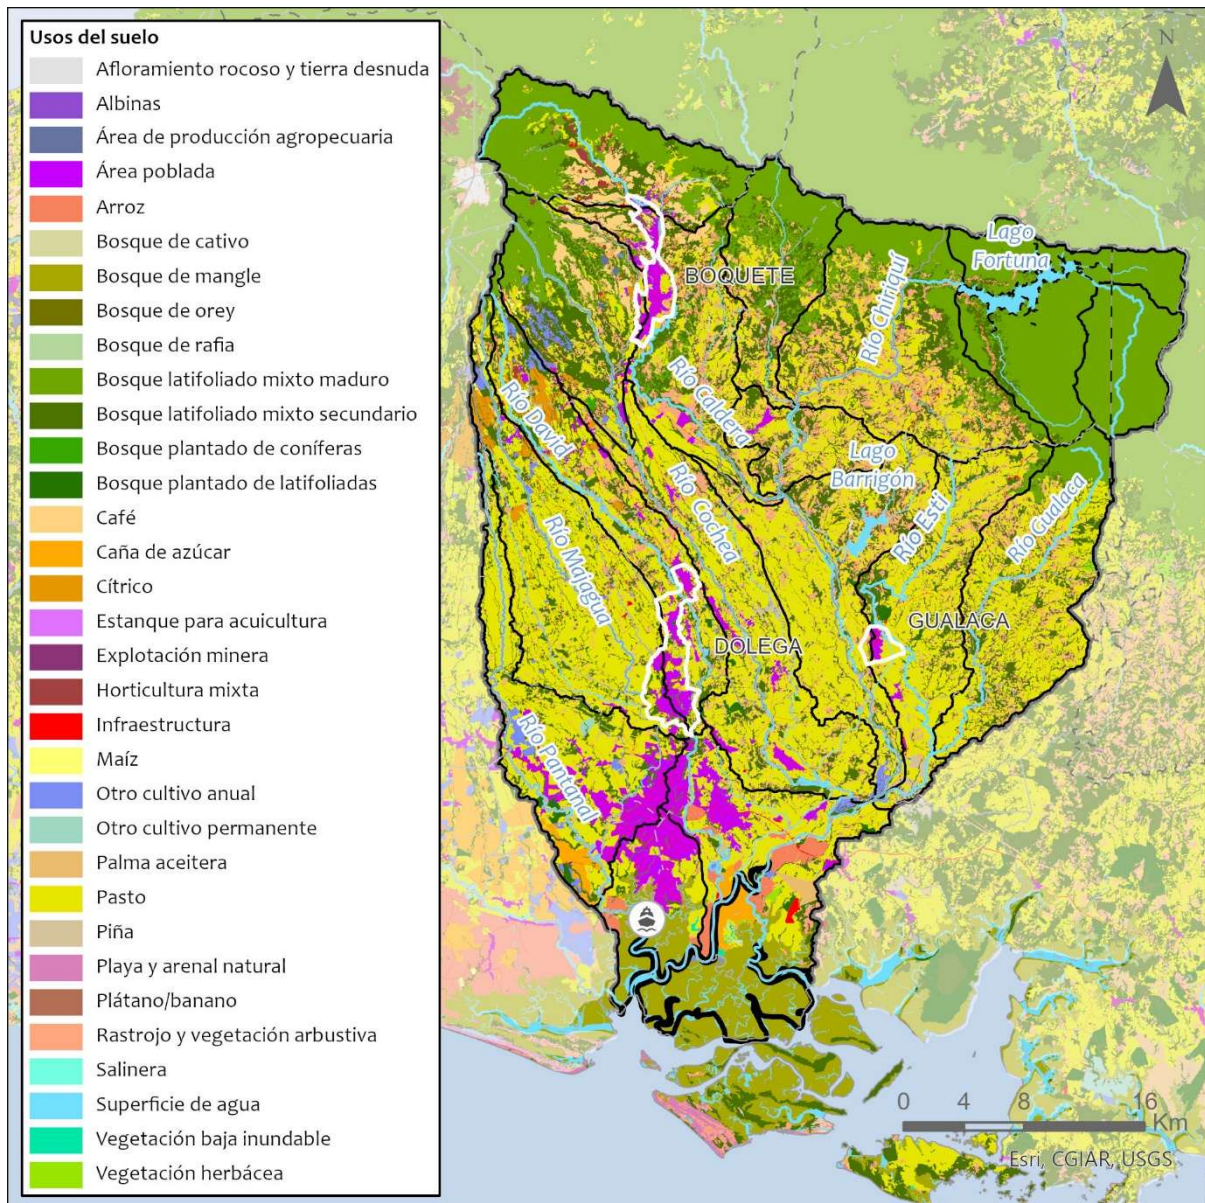 Usos del suelo
Afloramiento rocoso y tierra desnuda
Albinas
Área de producción agropecuaria
Área poblada
Arroz
Bosque de cativo
Bosque de mangle
Bosque de orey
Bosque de rafia
Bosque latifoliado mixto maduro
Bosque latifoliado mixto secundario
Bosque plantado de coníferas
Bosque plantado de latifoliadas
Café
Caña de azúcar
Cítrico
Estanque para acuicultura
Explotación minera
Horticultura mixta
Infraestructura
Maíz
Otro cultivo anual
Otro cultivo permanente
Palma aceitera
Pasto
Piña
Playa y arenal natural
Plátano/banano
Rastrojo y vegetación arbustiva
Salinera
Superficie de agua
Vegetación baja inundable
Vegetación herbácea
N
Lago
Fortuna
BOQUETE
Río Chiriquí
Río Caldera
Río David
Lago
Barrigón
Río Cochea
Río Esti
Río Gualaca
Río Majagua
GUALACA
DOLEGA
Río Pantanal
0 4 8 16
Km
Esri, CGIAR, USGS